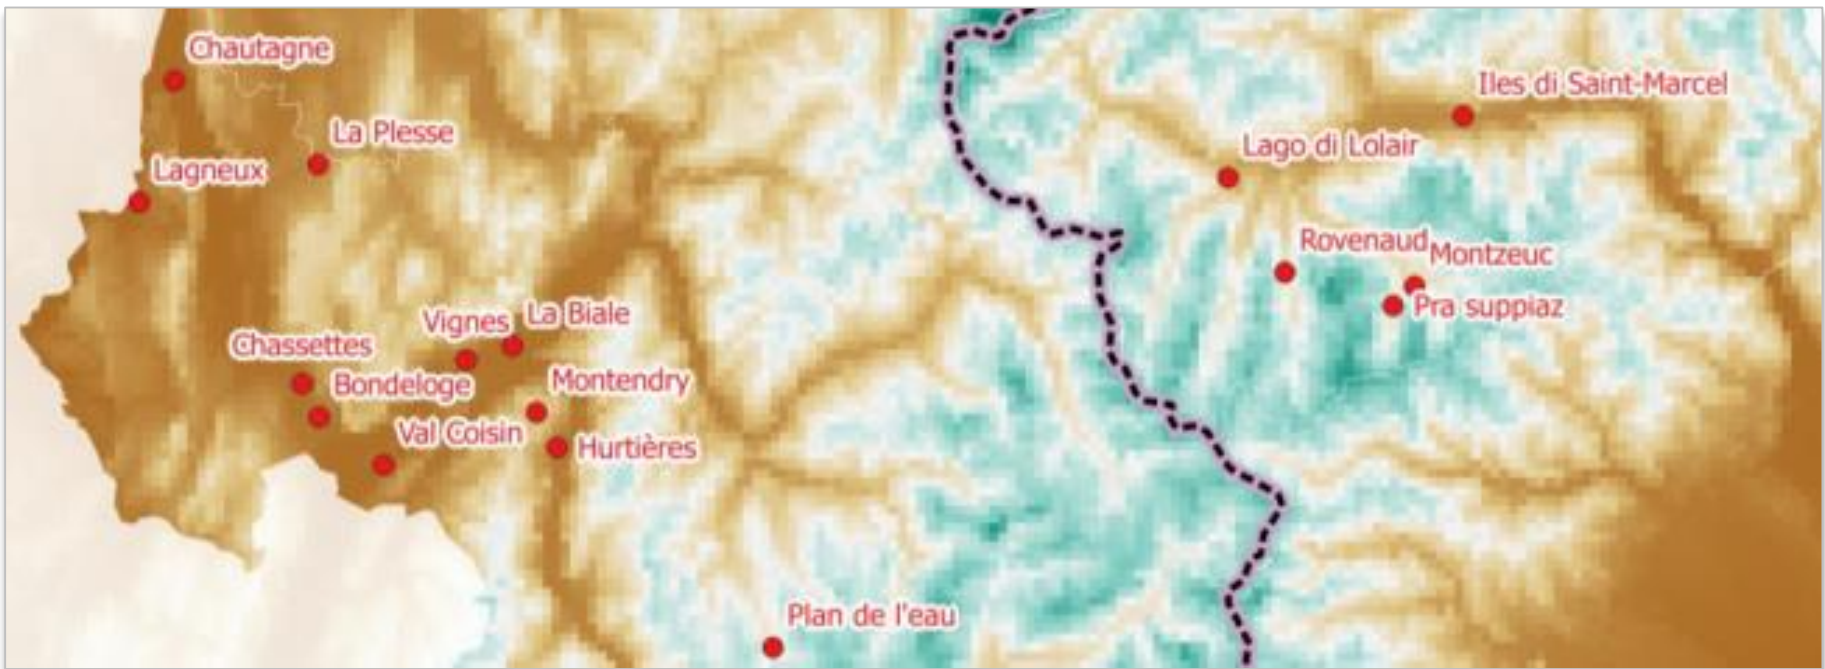 Chautagne
Iles di Saint-Marcel
La Plesse
Lago di Lolair
Lagneux
Rovenaud
Montzeuc
Pra suppiaz
La Biale
Vignes
Chassettes
Bondeloge
Montendry
Val Coisin
Hurtières
Plan de l'eau